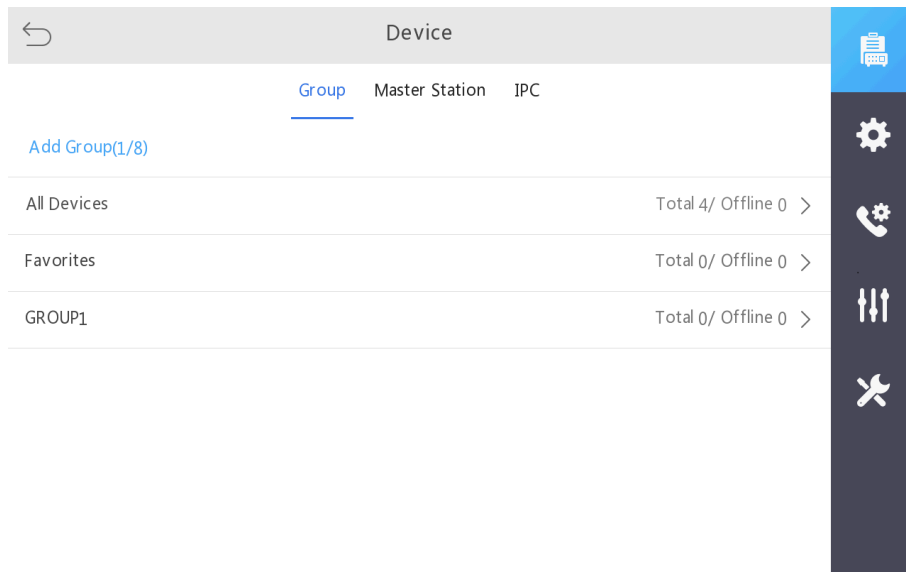 Device
Group Master Station IPC
Add Group(1/8)
All Devices Total 4/ Offline 0
Favorites Total 0/ Offline 0
GROUP1 Total 0/ Offline 0